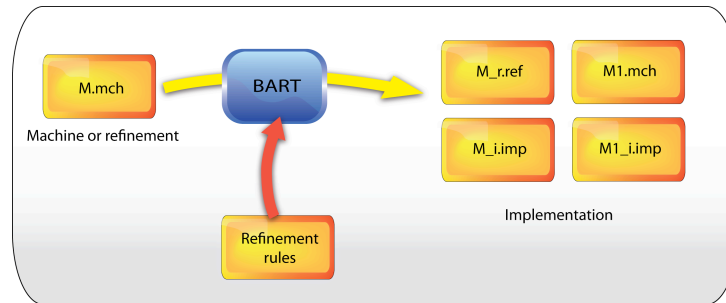 M.mch
BART
M_r.ref
M1.mch
Machine or refinement
M_i.imp
M1_i.imp
Refinement
rules
Implementation